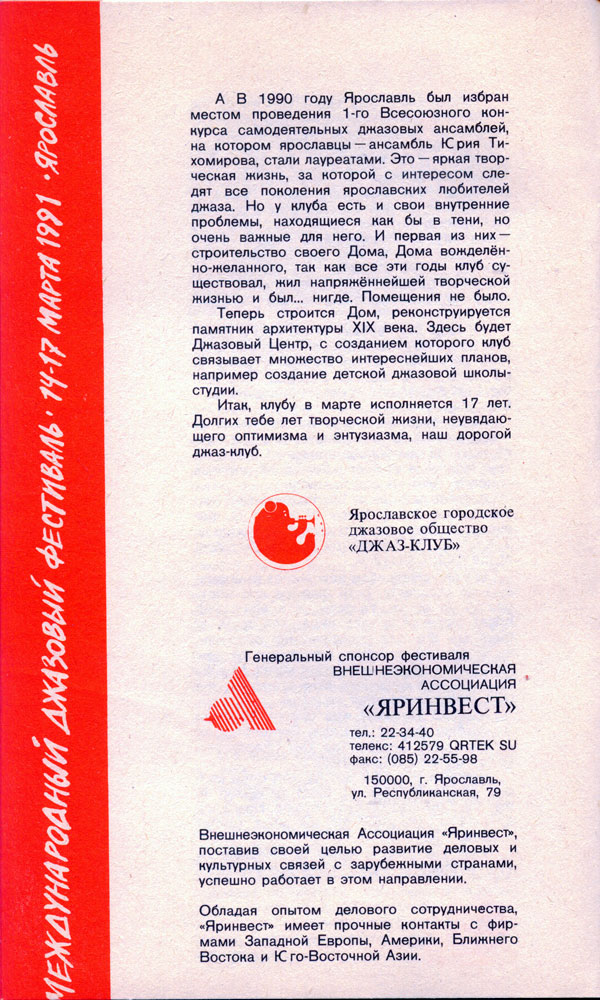 МЕЖДУНАРОДНЫЙ ДЖАЗОВЫЙ ФЕСТИВАЛЬ · 14-17 МАРТА 1991 · ЯРОСЛАВЛЬ
А В 1990 году Ярославль был избран
местом проведения 1-го Всесоюзного кон-
курса самодеятельных джазовых ансамблей,
на котором ярославцы — ансамбль Юрия Ти-
хомирова, стали лауреатами. Это — яркая твор-
ческая жизнь, за которой с интересом сле-
дят все поколения ярославских любителей
джаза. Но у клуба есть и свои внутренние
проблемы, находящиеся как бы в тени, но
очень важные для него. И первая из них —
строительство своего Дома, Дома вожделён-
но-желанного, так как все эти годы клуб су-
ществовал, жил напряжённейшей творческой
жизнью и был... нигде. Помещения не было.
Теперь строится Дом, реконструируется
памятник архитектуры XIX века. Здесь будет
Джазовый Центр, с созданием которого клуб
связывает множество интереснейших планов,
например создание детской джазовой школы-
студии.
Итак, клубу в марте исполняется 17 лет.
Долгих тебе лет творческой жизни, неувядаю-
щего оптимизма и энтузиазма, наш дорогой
джаз-клуб.
Ярославское городское
джазовое общество
«ДЖАЗ-КЛУБ»
Генеральный спонсор фестиваля
ВНЕШНЕЭКОНОМИЧЕСКАЯ
АССОЦИАЦИЯ
«ЯРИНВЕСТ»
тел.: 22-34-40
телекс: 412579 QRTEK SU
факс: (085) 22-55-98
150000, г. Ярославль,
ул. Республиканская, 79
Внешнеэкономическая Ассоциация «Яринвест»,
поставив своей целью развитие деловых и
культурных связей с зарубежными странами,
успешно работает в этом направлении.
Обладая опытом делового сотрудничества,
«Яринвест» имеет прочные контакты с фир-
мами Западной Европы, Америки, Ближнего
Востока и Юго-Восточной Азии.